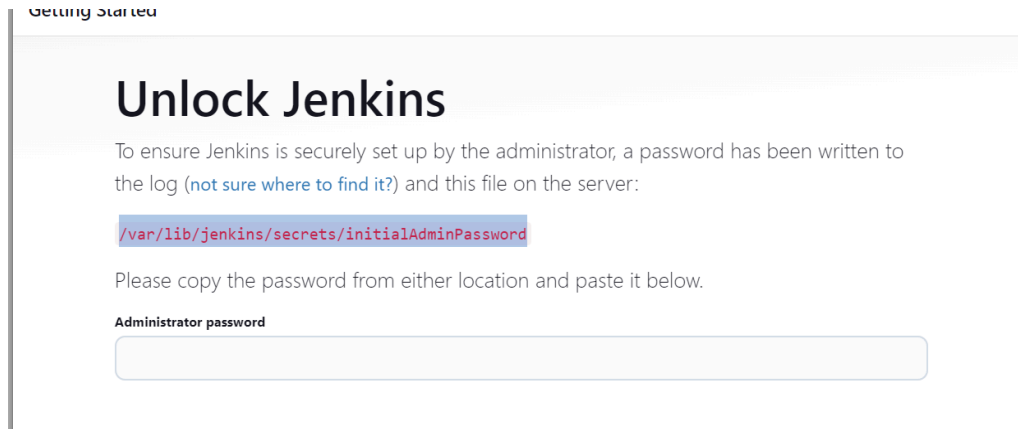 Getting Started
Unlock Jenkins
To ensure Jenkins is securely set up by the administrator, a password has been written to
the log (not sure where to find it?) and this file on the server:
/var/lib/jenkins/secrets/initialAdminPassword
Please copy the password from either location and paste it below.
Administrator password